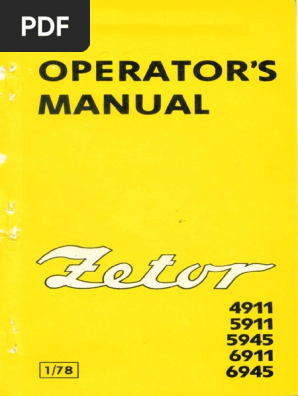 PDF
OPERATOR'S
MANUAL
Zetor
4911
5911
5945
6911
1/78 6945